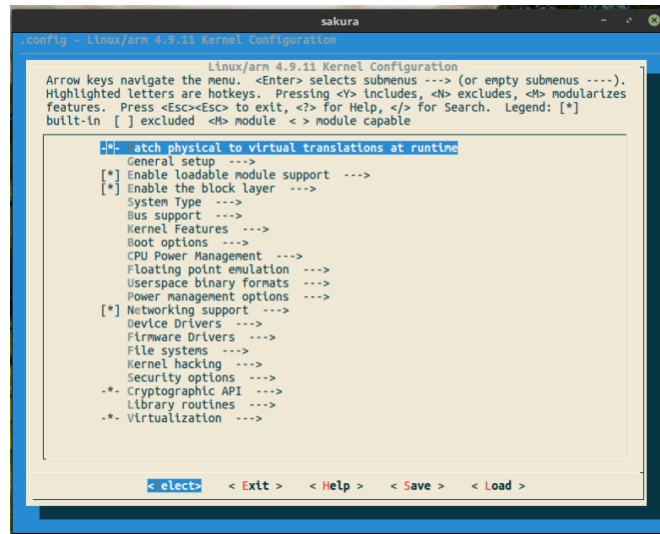 sakura
.config - Linux/arm 4.9.11 Kernel Configuration
Linux/arm 4.9.11 Kernel Configuration
Arrow keys navigate the menu. <Enter> selects submenus ---> (or empty submenus ----).
Highlighted letters are hotkeys. Pressing <Y> includes, <N> excludes, <M> modularizes
features. Press <Esc><Esc> to exit, <?> for Help, </> for Search. Legend: [*]
built-in [ ] excluded <M> module < > module capable
-*- Patch physical to virtual translations at runtime
General setup --->
[*] Enable loadable module support --->
[*] Enable the block layer --->
System Type --->
Bus support --->
Kernel Features --->
Boot options --->
CPU Power Management --->
Floating point emulation --->
Userspace binary formats --->
Power management options --->
[*] Networking support --->
Device Drivers --->
Firmware Drivers --->
File systems --->
Kernel hacking --->
Security options --->
-*- Cryptographic API --->
Library routines --->
-*- Virtualization --->
<Select> < Exit > < Help > < Save > < Load >